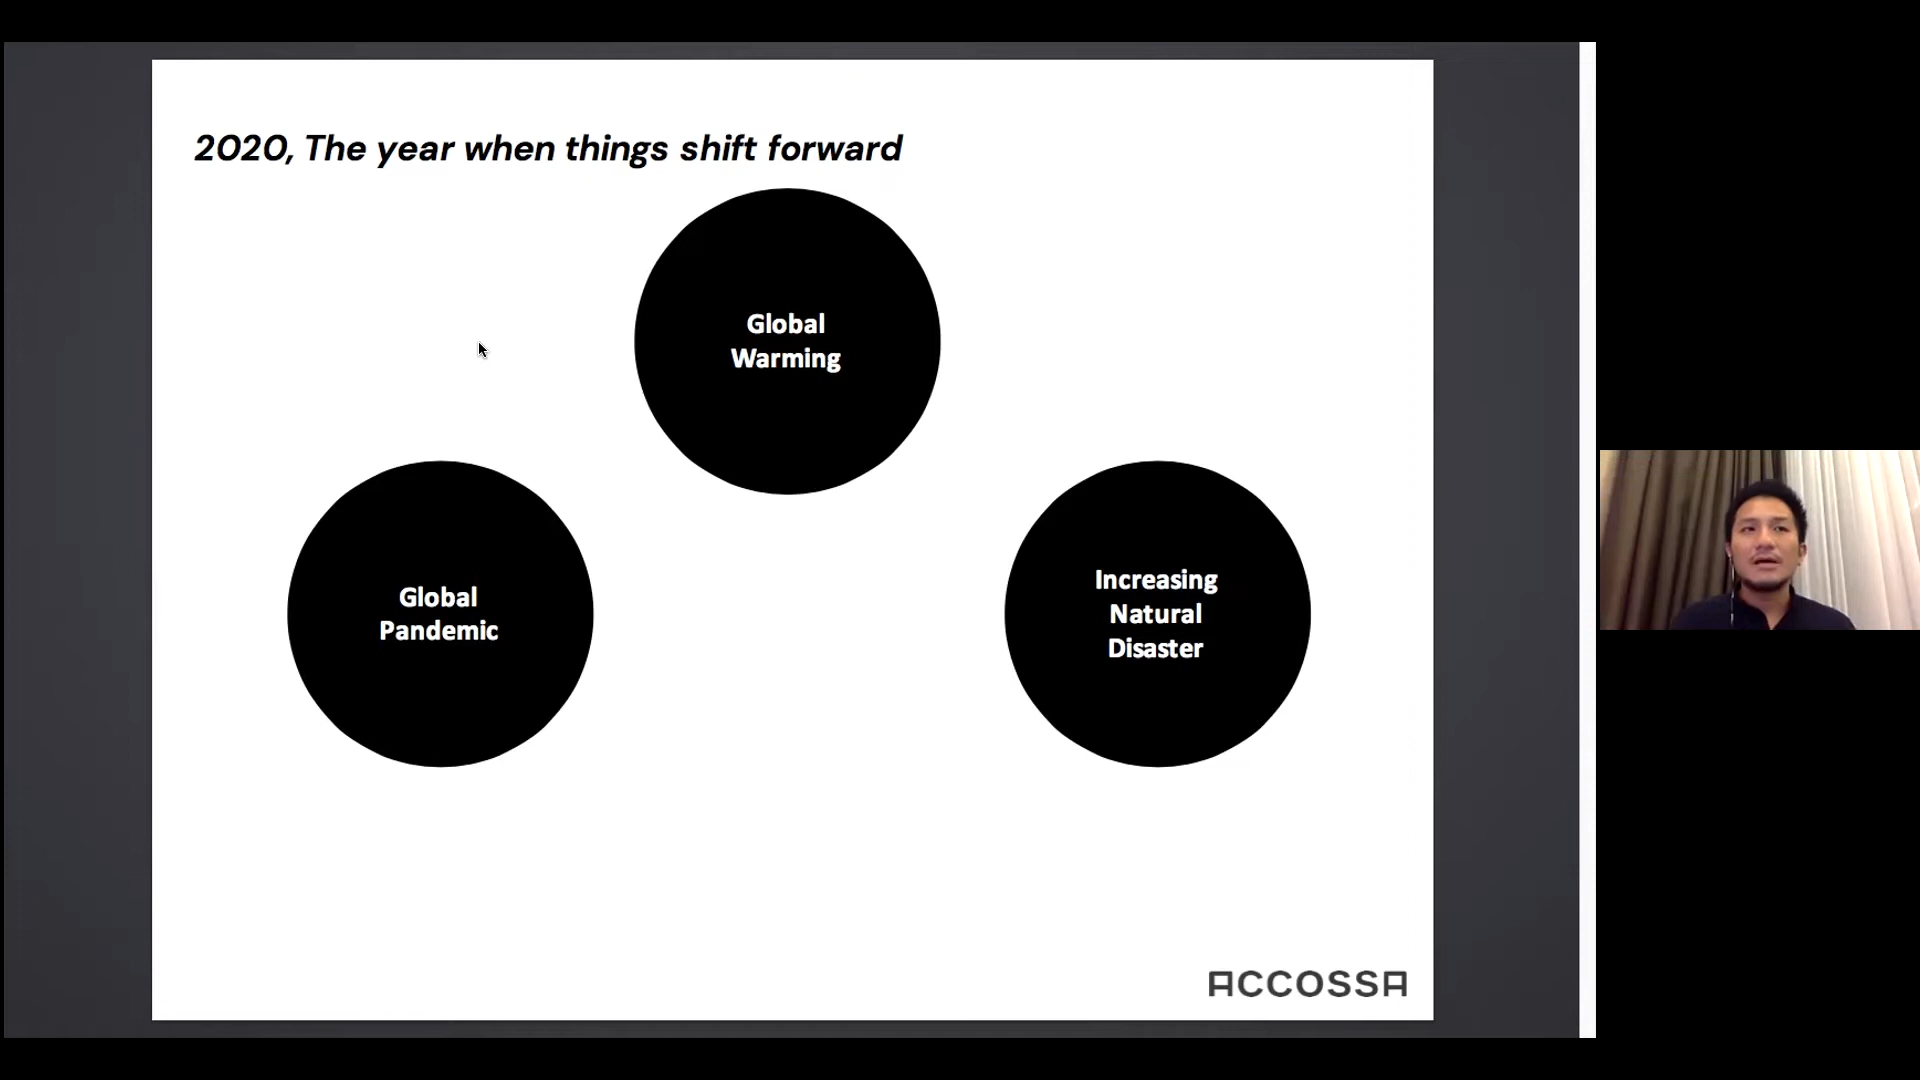 2020, The year when things shift forward
Global
Warming
Global
Pandemic
Increasing
Natural
Disaster
ACCOSSA